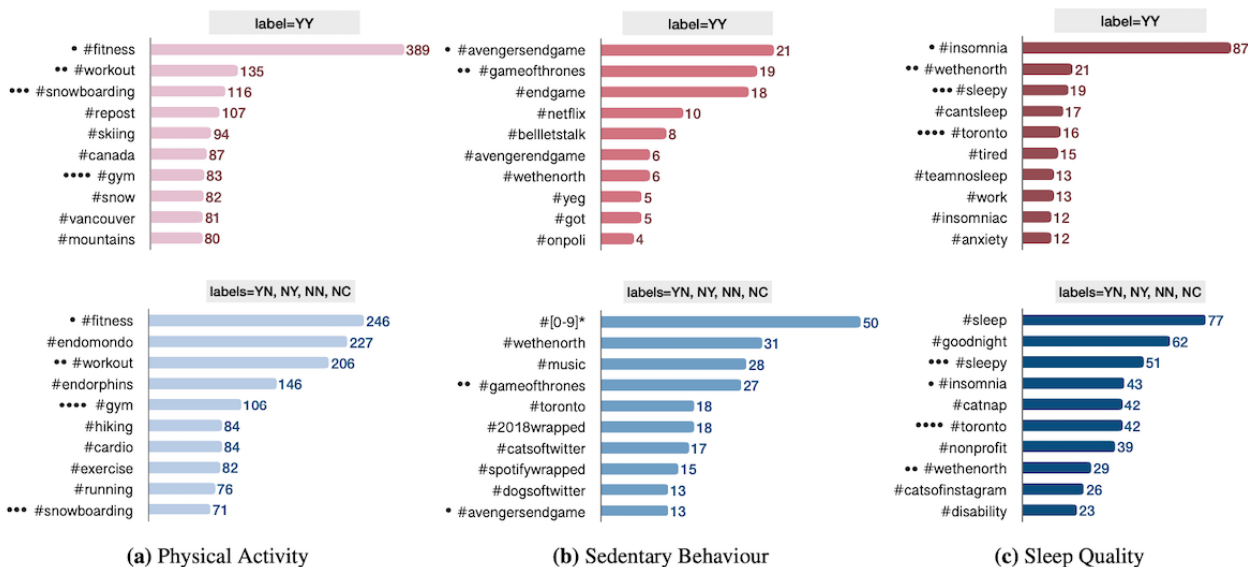 label=YY
• #fitness 389
•• #workout 135
••• #snowboarding 116
#repost 107
#skiing 94
#canada 87
•••• #gym 83
#snow 82
#vancouver 81
#mountains 80
labels=YN, NY, NN, NC
• #fitness 246
#endomondo 227
•• #workout 206
#endorphins 146
•••• #gym 106
#hiking 84
#cardio 84
#exercise 82
#running 76
••• #snowboarding 71
(a) Physical Activity
label=YY
• #avengersendgame 21
•• #gameofthrones 19
#endgame 18
#netflix 10
#bellletstalk 8
#avengerendgame 6
#wethenorth 6
#yeg 5
#got 5
#onpoli 4
labels=YN, NY, NN, NC
#[0-9]* 50
#wethenorth 31
#music 28
•• #gameofthrones 27
#toronto 18
#2018wrapped 18
#catsoftwitter 17
#spotifywrapped 15
#dogsoftwitter 13
• #avengersendgame 13
(b) Sedentary Behaviour
label=YY
• #insomnia 87
•• #wethenorth 21
••• #sleepy 19
#cantsleep 17
•••• #toronto 16
#tired 15
#teamnosleep 13
#work 13
#insomniac 12
#anxiety 12
labels=YN, NY, NN, NC
#sleep 77
#goodnight 62
••• #sleepy 51
• #insomnia 43
#catnap 42
•••• #toronto 42
#nonprofit 39
•• #wethenorth 29
#catsofinstagram 26
#disability 23
(c) Sleep Quality